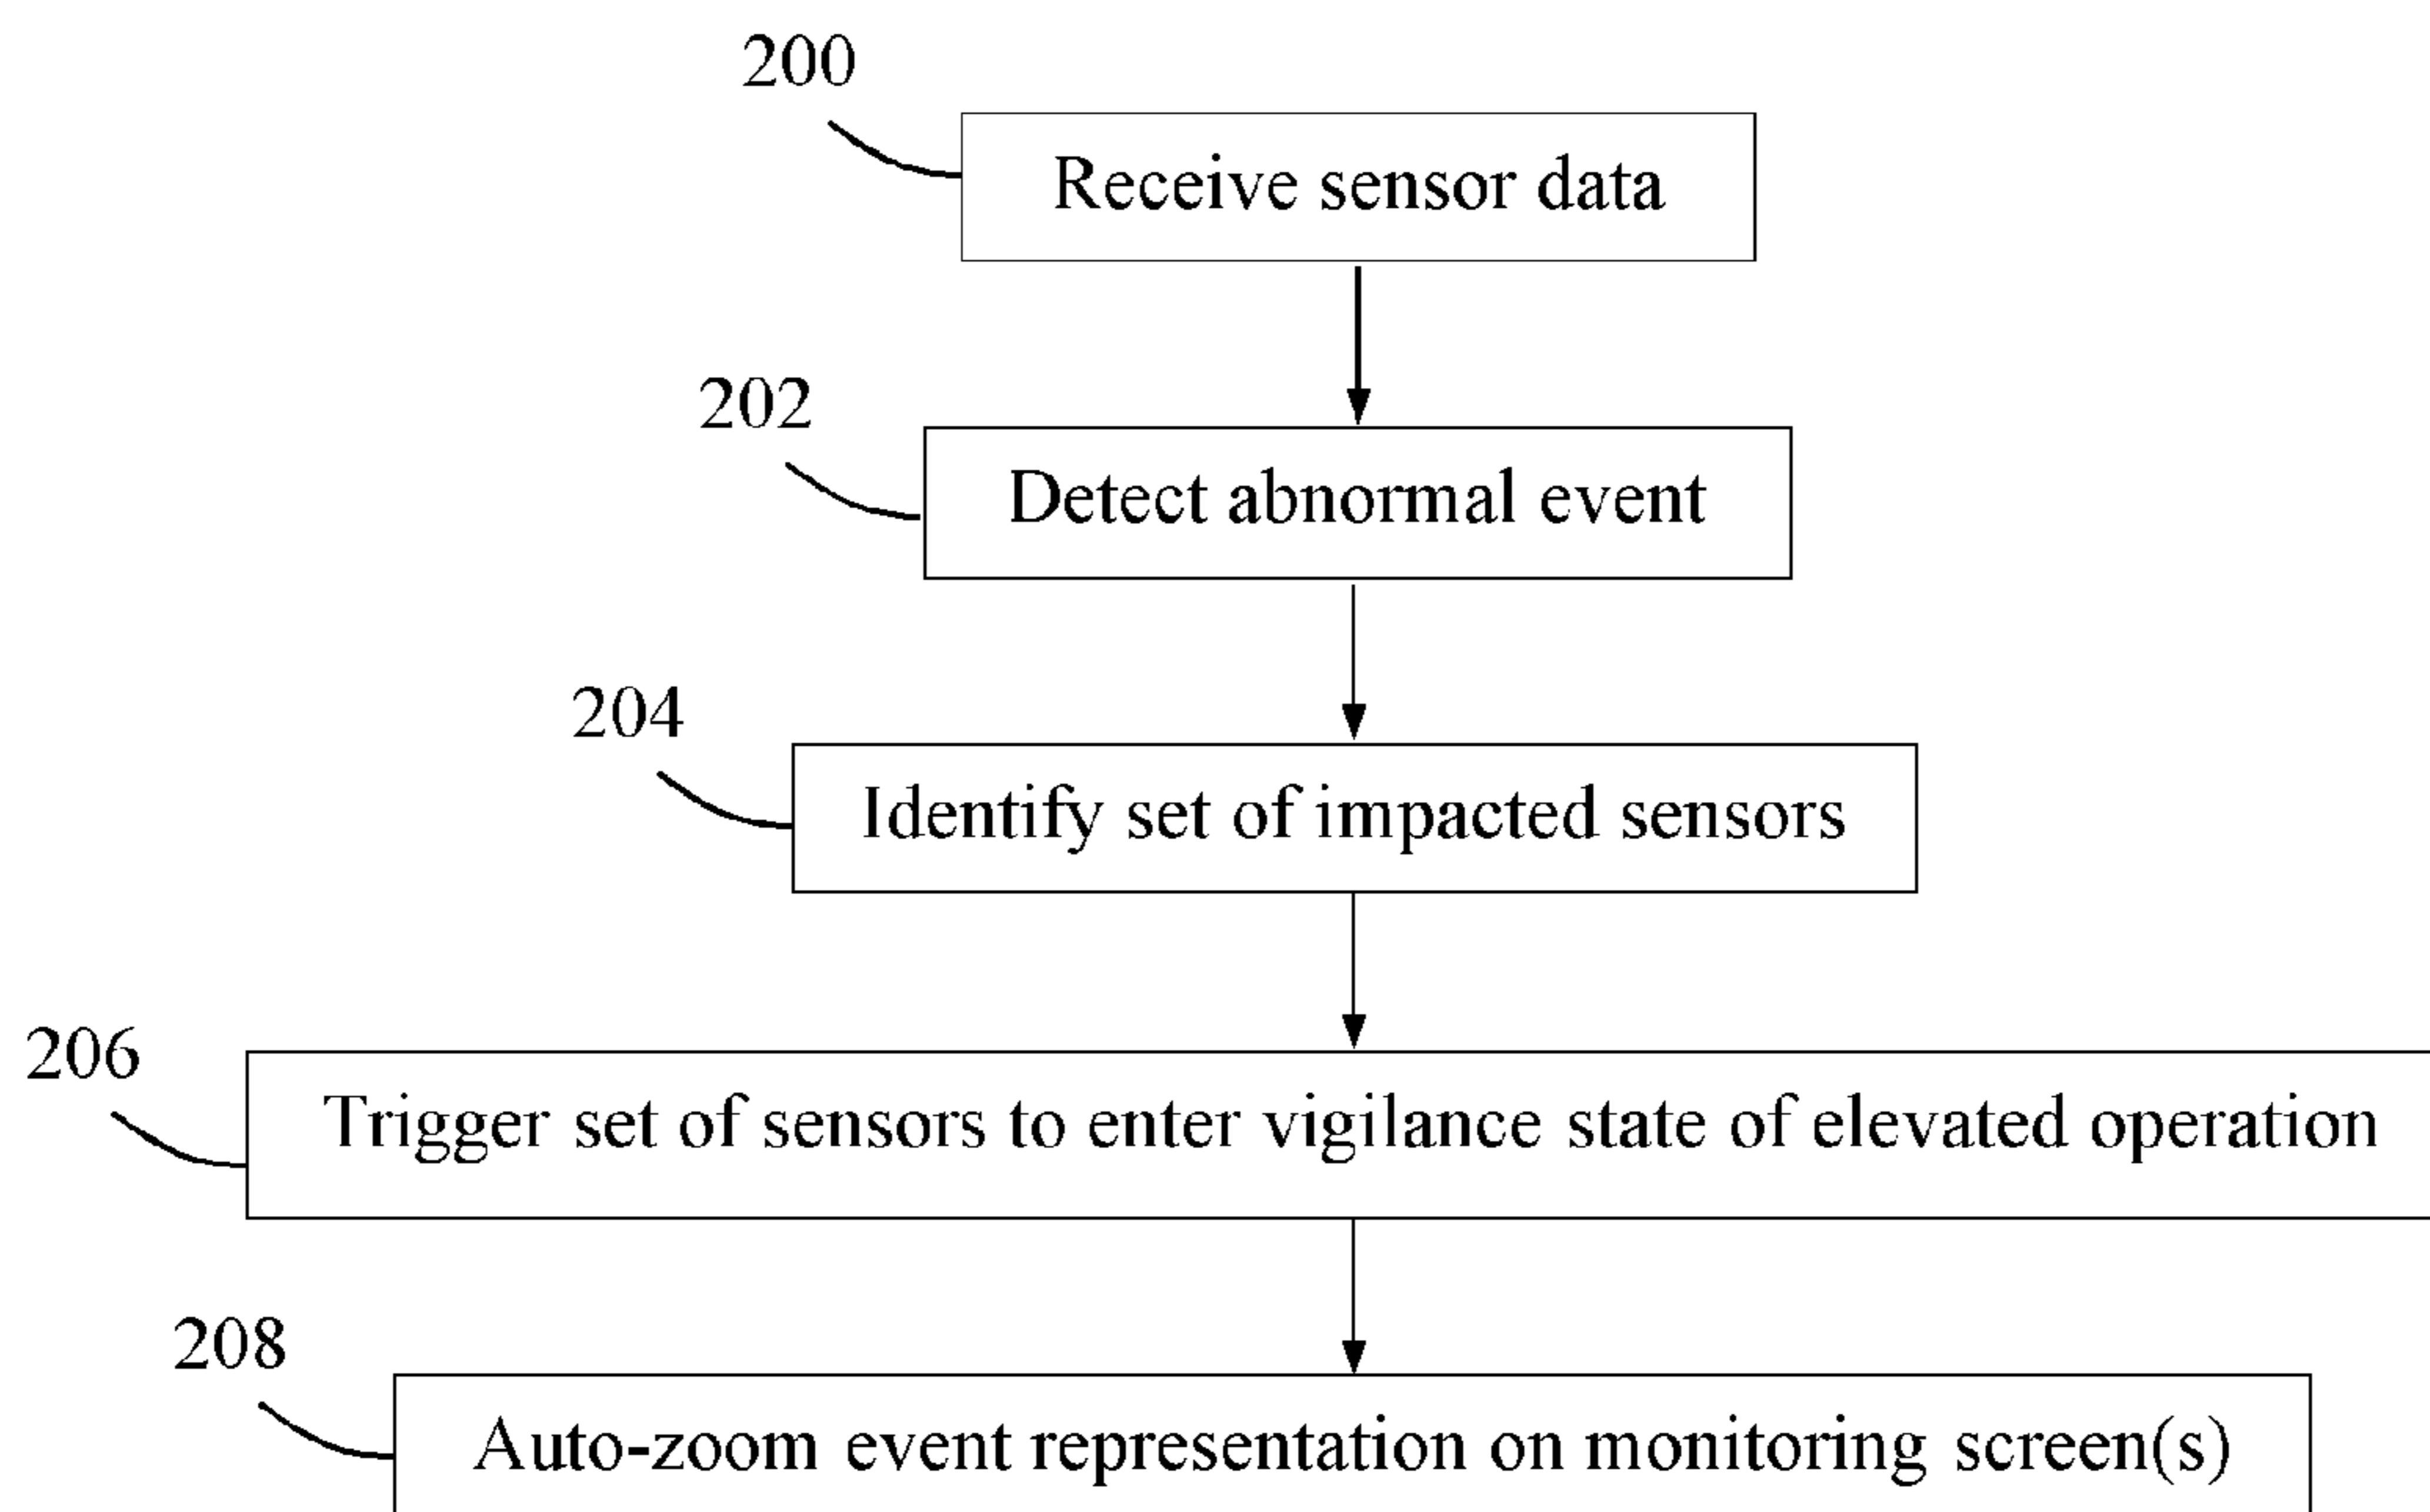 200
Receive sensor data
202
Detect abnormal event
204
Identify set of impacted sensors
206
Trigger set of sensors to enter vigilance state of elevated operation
208
Auto-zoom event representation on monitoring screen(s)